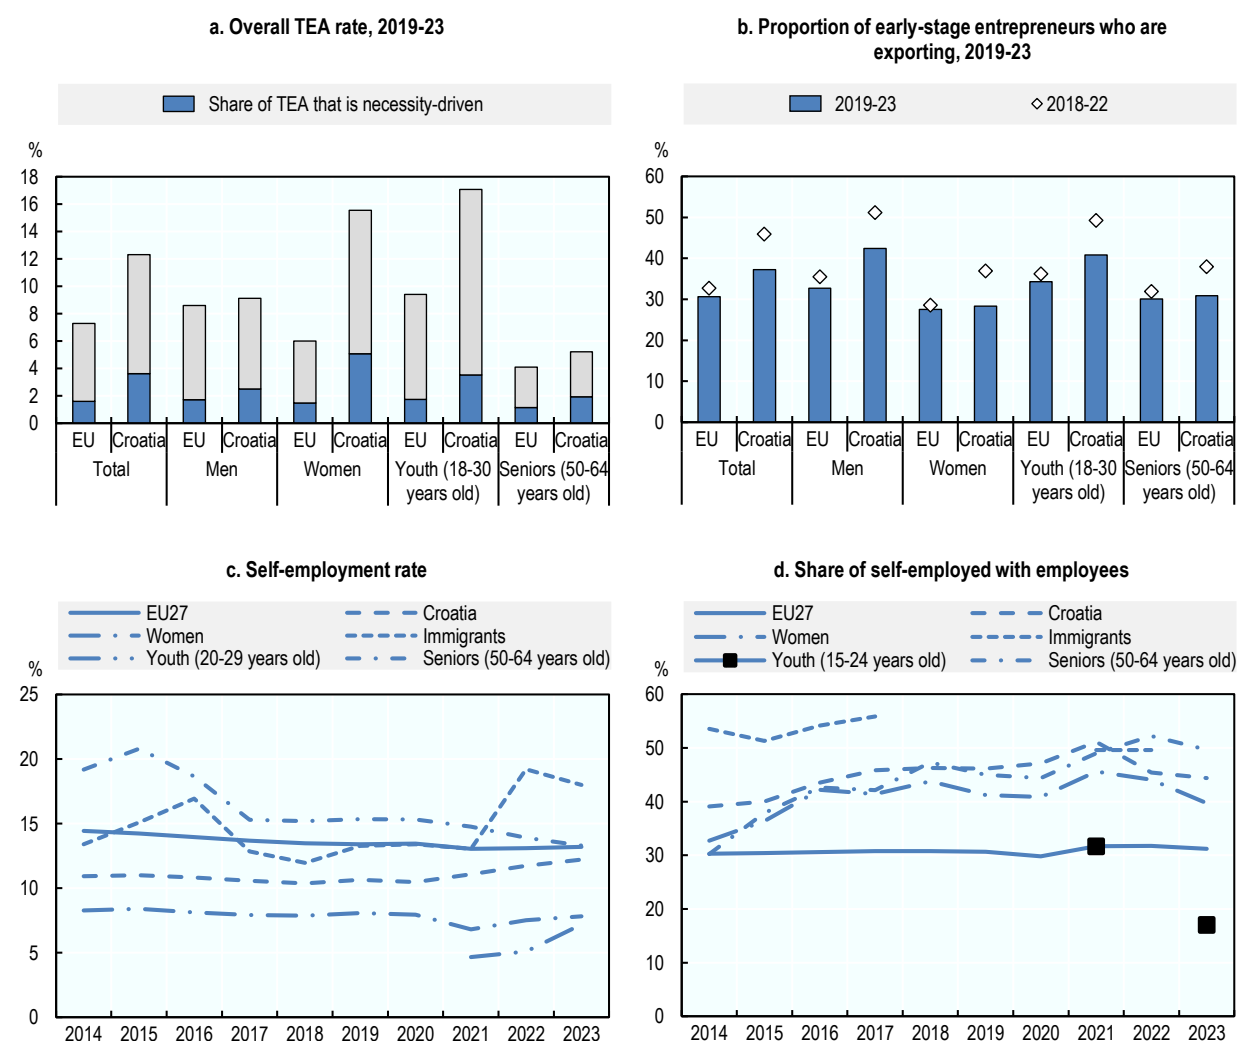 a. Overall TEA rate, 2019-23
Share of TEA that is necessity-driven
%
18
16
14
12
10
8
6
4
2
0
EU Croatia EU Croatia EU Croatia EU Croatia EU Croatia
Total Men Women Youth (18-30 years old) Seniors (50-64 years old)
b. Proportion of early-stage entrepreneurs who are
exporting, 2019-23
2019-23 2018-22
%
60
50
40
30
20
10
0
EU Croatia EU Croatia EU Croatia EU Croatia EU Croatia
Total Men Women Youth (18-30 years old) Seniors (50-64 years old)
c. Self-employment rate
EU27 Croatia
Women Immigrants
Youth (20-29 years old) Seniors (50-64 years old)
%
25
20
15
10
5
0
2014 2015 2016 2017 2018 2019 2020 2021 2022 2023
d. Share of self-employed with employees
EU27 Croatia
Women Immigrants
Youth (15-24 years old) Seniors (50-64 years old)
%
60
50
40
30
20
10
0
2014 2015 2016 2017 2018 2019 2020 2021 2022 2023